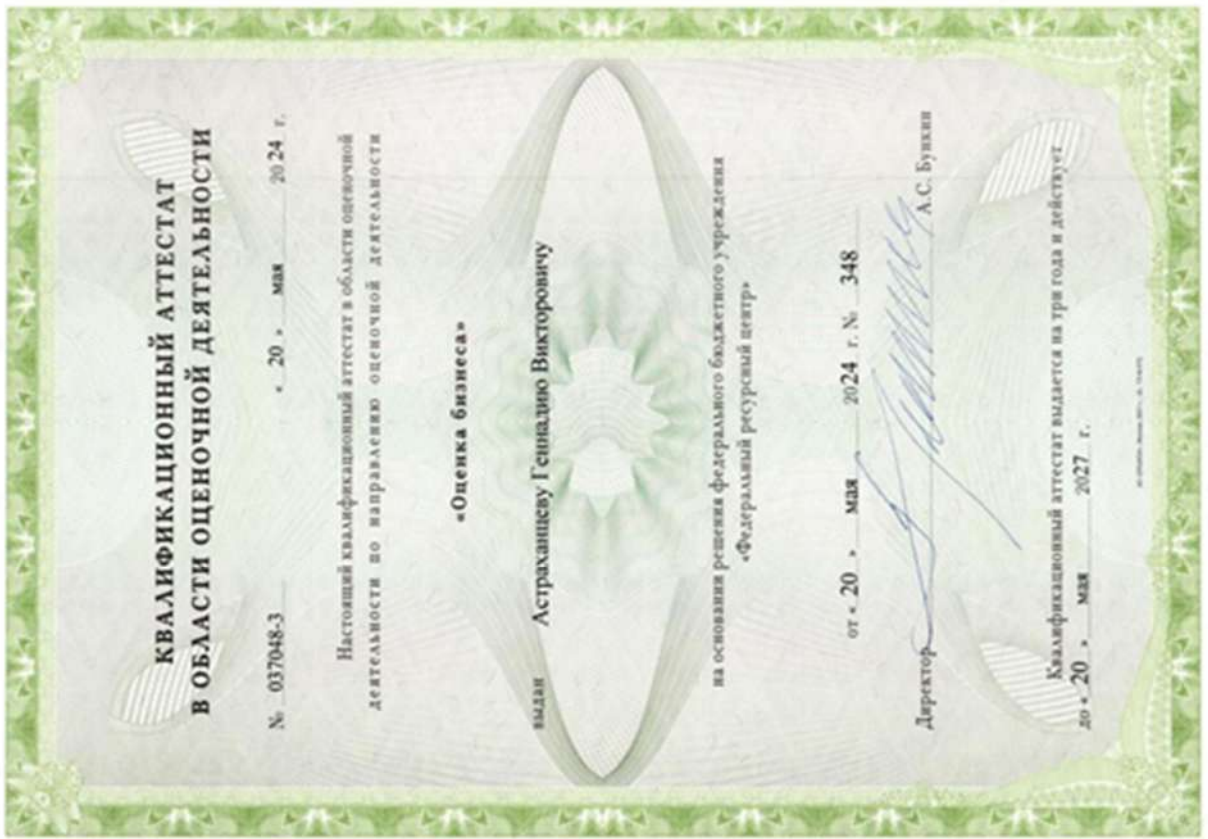 КВАЛИФИКАЦИОННЫЙ АТТЕСТАТ
В ОБЛАСТИ ОЦЕНОЧНОЙ ДЕЯТЕЛЬНОСТИ
№ 037048-3 « 20 » мая 2024 г.
Настоящий квалификационный аттестат в области оценочной
деятельности по направлению оценочной деятельности
«Оценка бизнеса»
выдан Астраханцеву Геннадию Викторовичу
на основании решения федерального бюджетного учреждения
«Федеральный ресурсный центр»
от « 20 » мая 2024 г. № 348
Директор А.С. Бункин
Квалификационный аттестат выдается на три года и действует
до « 20 » мая 2027 г.